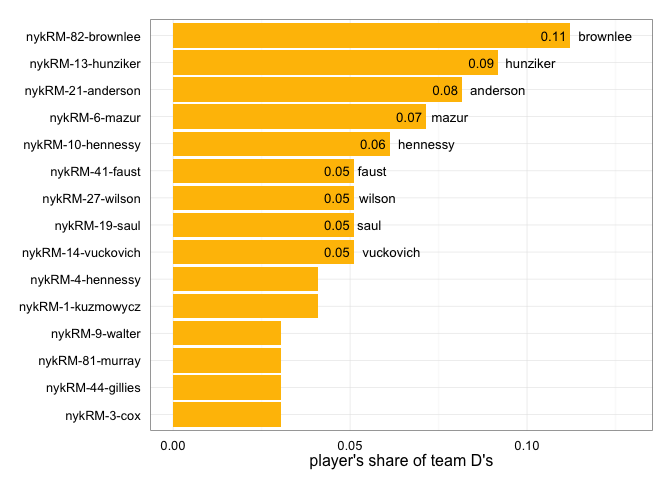 nykRM-82-brownlee 0.11 brownlee
nykRM-13-hunziker 0.09 hunziker
nykRM-21-anderson 0.08 anderson
nykRM-6-mazur 0.07 mazur
nykRM-10-hennessy 0.06 hennessy
nykRM-41-faust 0.05 faust
nykRM-27-wilson 0.05 wilson
nykRM-19-saul 0.05 saul
nykRM-14-vuckovich 0.05 vuckovich
nykRM-4-hennessy
nykRM-1-kuzmowycz
nykRM-9-walter
nykRM-81-murray
nykRM-44-gillies
nykRM-3-cox
0.00 0.05 0.10
player's share of team D's